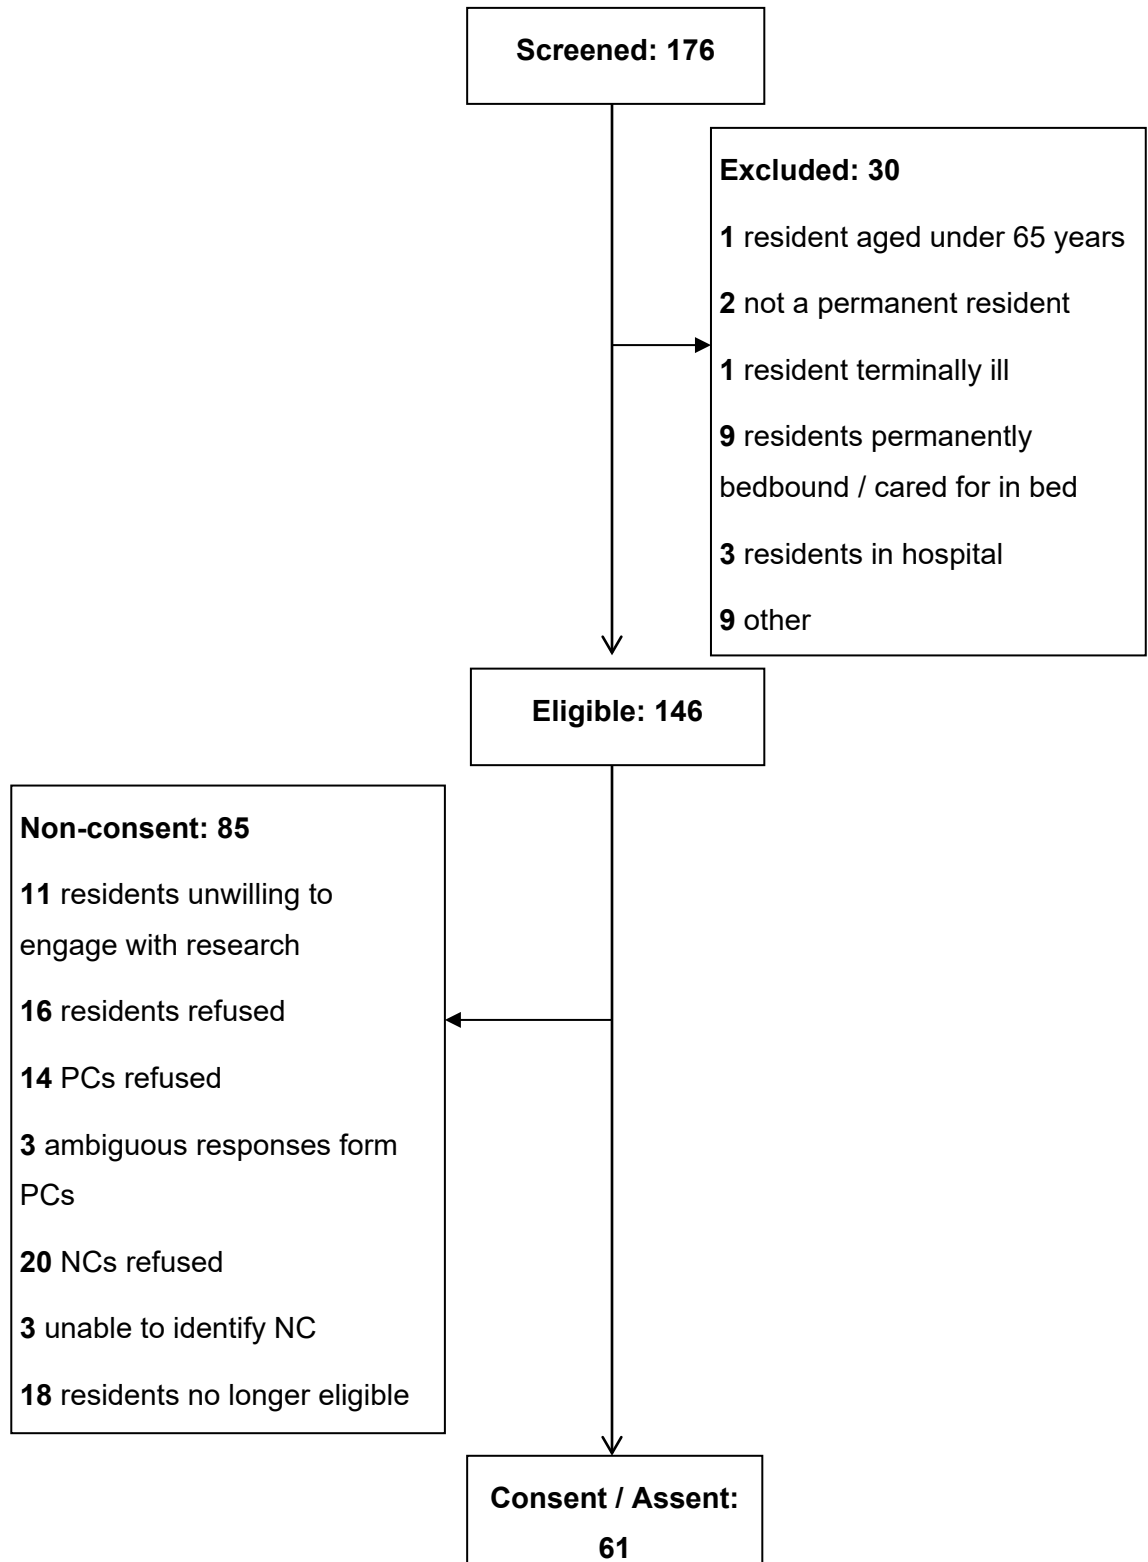 Screened: 176
Excluded: 30
1 resident aged under 65 years
2 not a permanent resident
1 resident terminally ill
9 residents permanently
bedbound / cared for in bed
3 residents in hospital
9 other
Eligible: 146
Non-consent: 85
11 residents unwilling to
engage with research
16 residents refused
14 PCs refused
3 ambiguous responses form
PCs
20 NCs refused
3 unable to identify NC
18 residents no longer eligible
Consent / Assent:
61